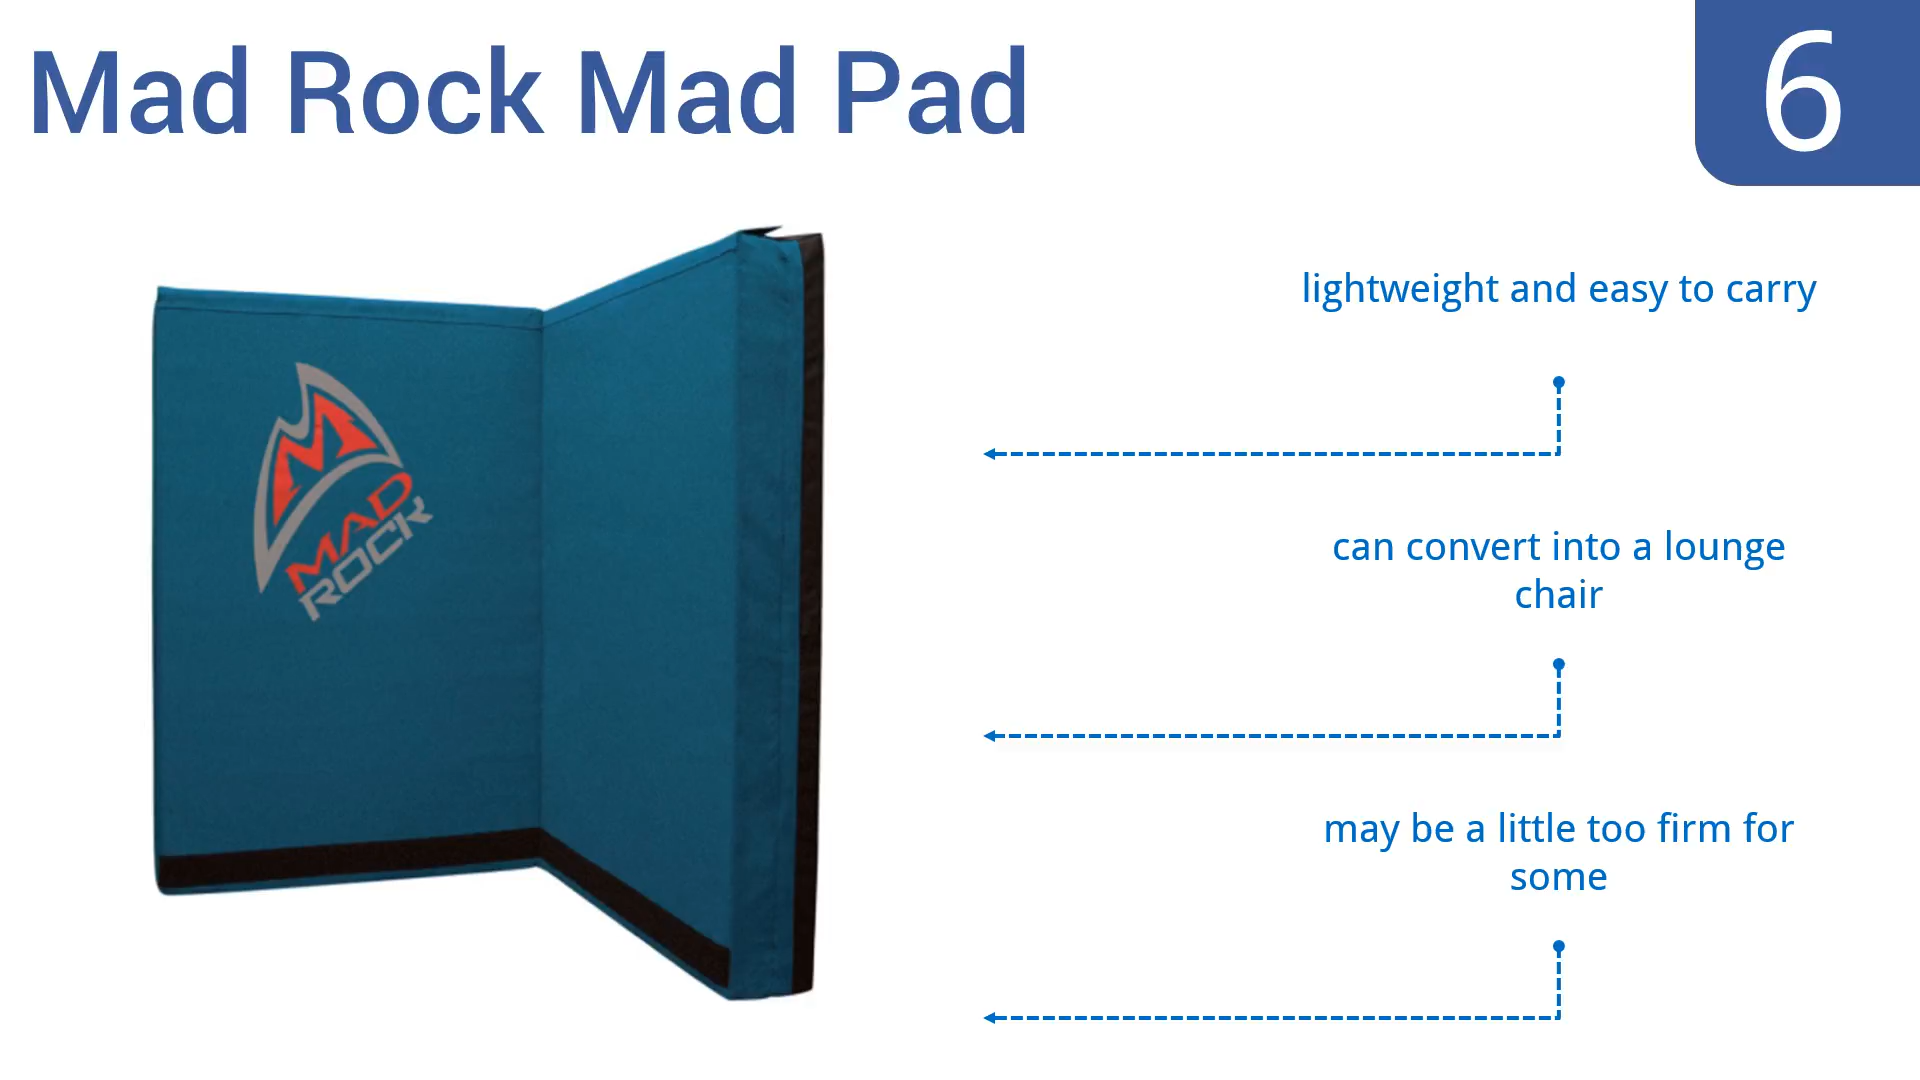 Mad Rock Mad Pad
6
lightweight and easy to carry
MAD
ROCK
can convert into a lounge
chair
may be a little too firm for
some